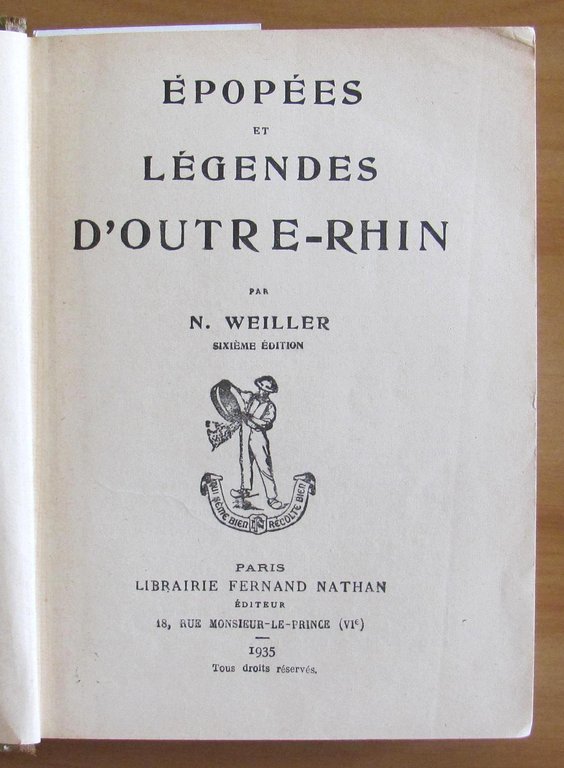 ÉPOPÉES
ET
LÉGENDES
D'OUTRE-RHIN
PAR
N. WEILLER
SIXIÈME ÉDITION
QUI SÈME BIEN RÉCOLTE BIEN
PARIS
LIBRAIRIE FERNAND NATHAN
ÉDITEUR
18, RUE MONSIEUR-LE-PRINCE (VIe)
1935
Tous droits réservés.